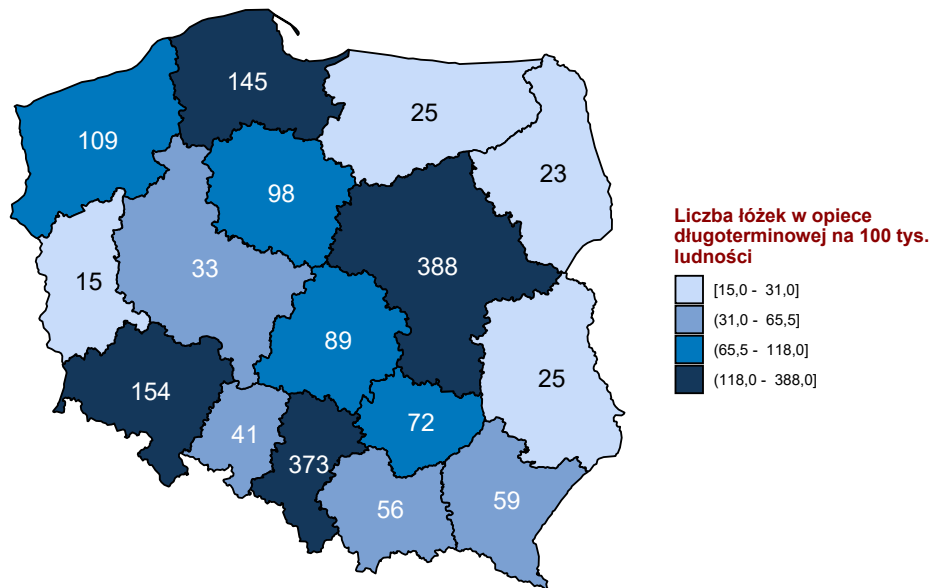 145
25
109
98
23
388
15
33
89
154
25
72
41
373
56
59
Liczba łóżek w opiece
długoterminowej na 100 tys.
ludności
[15,0 - 31,0]
(31,0 - 65,5]
(65,5 - 118,0]
(118,0 - 388,0]